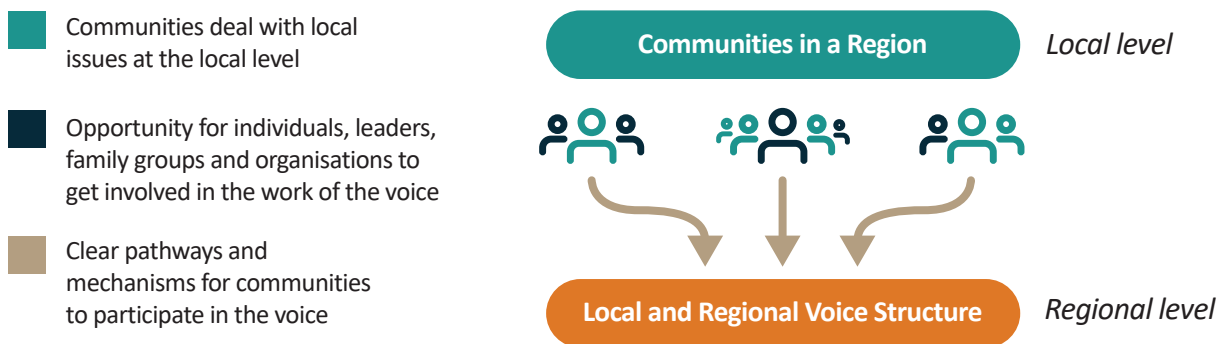 Communities deal with local
issues at the local level
Opportunity for individuals, leaders,
family groups and organisations to
get involved in the work of the voice
Clear pathways and
mechanisms for communities
to participate in the voice
Communities in a Region
Local level
Local and Regional Voice Structure
Regional level